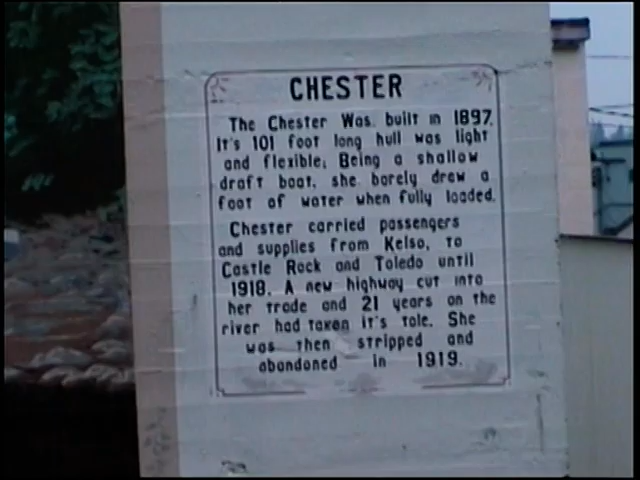 CHESTER
The Chester Was built in 1897.
It's 101 foot long hull was light
and flexible. Being a shallow
draft boat, she barely drew a
foot of water when fully loaded.
Chester carried passengers
and supplies from Kelso, to
Castle Rock and Toledo until
1918. A new highway cut into
her trade and 21 years on the
river had taken it's tole. She
was then stripped and
abandoned in 1919.